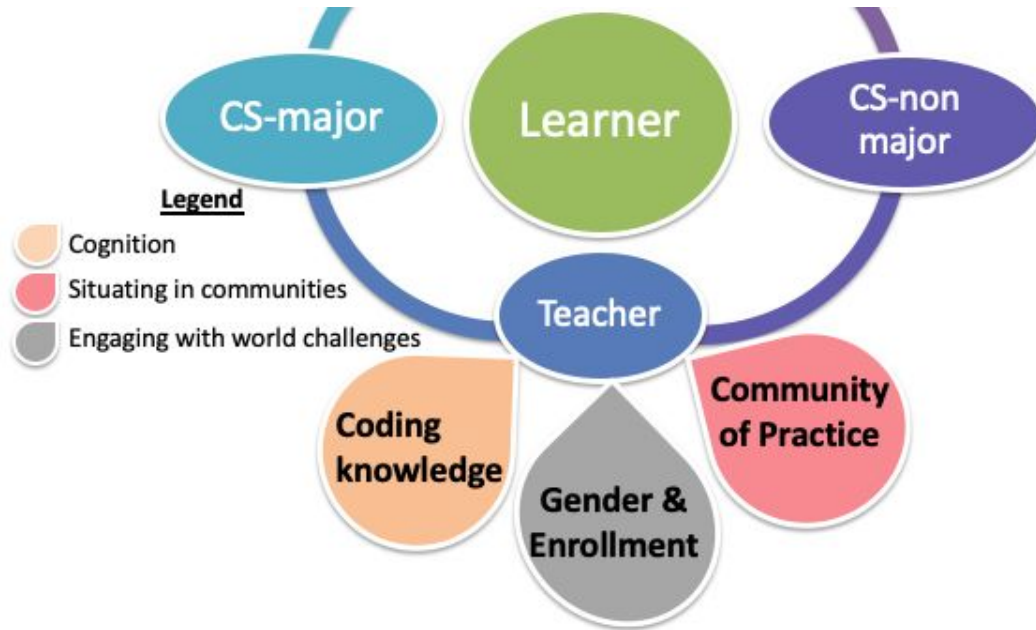 CS-major
Learner
CS-non
major
Legend
Cognition
Situating in communities
Engaging with world challenges
Teacher
Coding
knowledge
Gender &
Enrollment
Community
of Practice